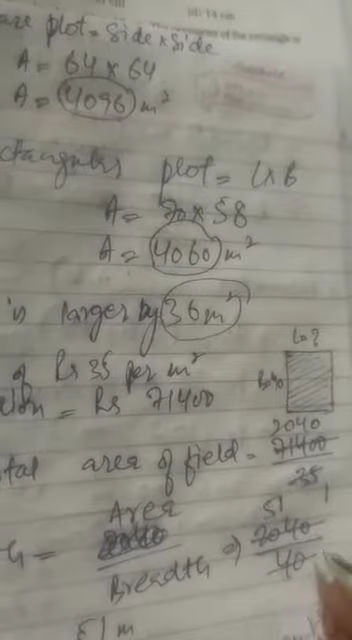 are plot = Side × Side
A = 64 × 64
A = 4096 m²
ctangular plot = l × b
A = 70 × 58
A = 4060 m²
is larger by 36 m²
of Rs 35 per m²
= Rs 71400
l = ?
B = 40
tal area of field = 71400
2040
35
Area
Breadth ⇒ 2040
51
40
51 m